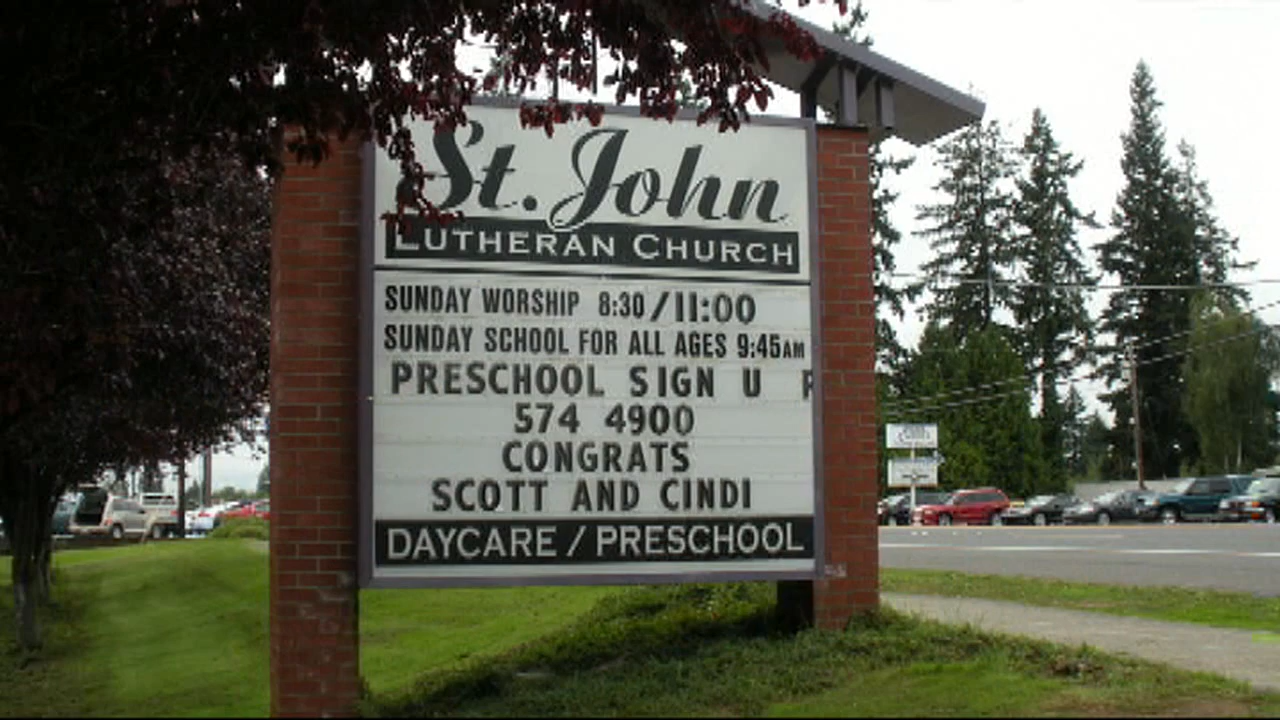 St. John
LUTHERAN CHURCH
SUNDAY WORSHIP 8:30/11:00
SUNDAY SCHOOL FOR ALL AGES 9:45AM
PRESCHOOL SIGN U P
574 4900
CONGRATS
SCOTT AND CINDI
DAYCARE / PRESCHOOL